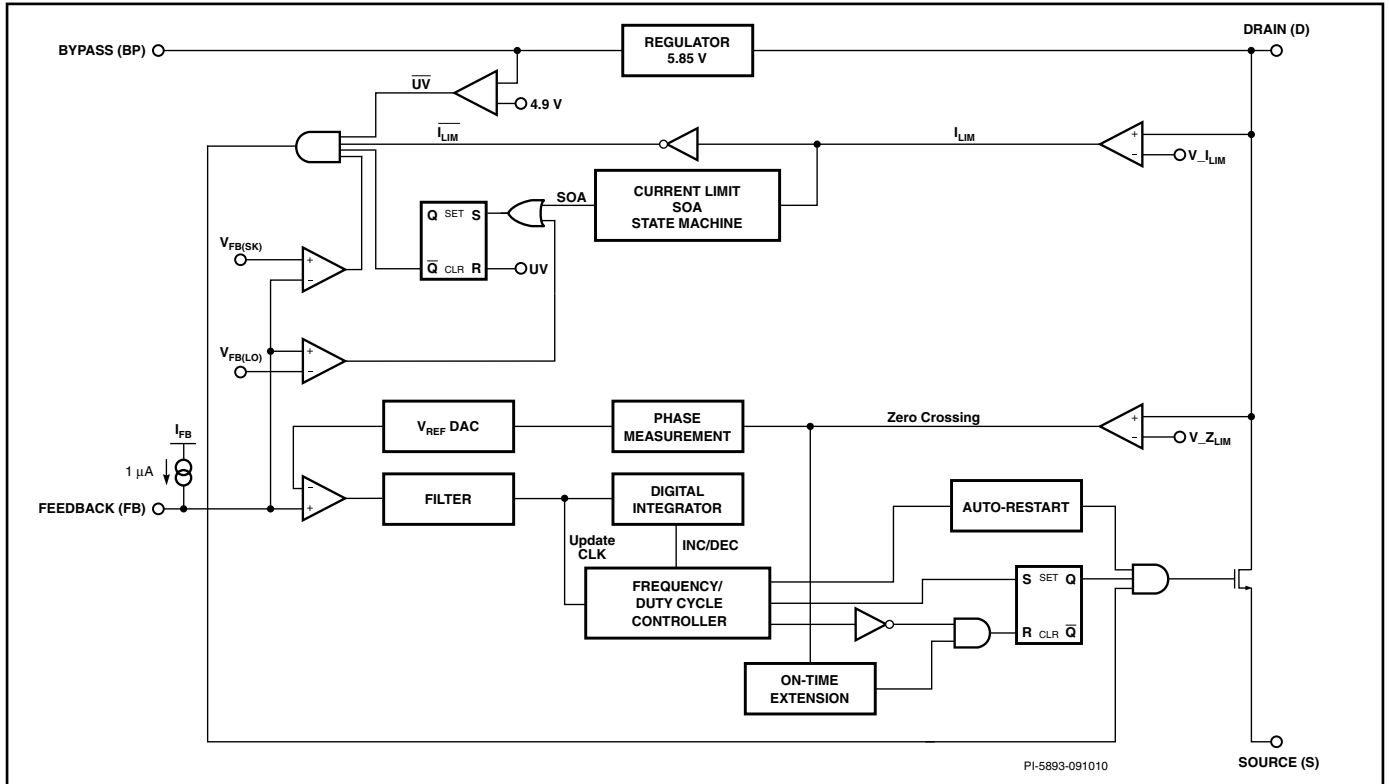 BYPASS (BP)
REGULATOR
5.85 V
DRAIN (D)
U̅V̅
4.9 V
I̅L̅I̅M̅
ILIM
V_ILIM
SOA
CURRENT LIMIT
SOA
STATE MACHINE
Q SET S
Q̅ CLR R
UV
VFB(SK)
+
−
VFB(LO)
+
−
+
−
VREF DAC
PHASE
MEASUREMENT
Zero Crossing
+
−
V_ZLIM
IFB
1 µA
FEEDBACK (FB)
−
+
FILTER
DIGITAL
INTEGRATOR
AUTO-RESTART
Update
CLK
INC/DEC
FREQUENCY/
DUTY CYCLE
CONTROLLER
S SET Q
R CLR Q̅
ON-TIME
EXTENSION
SOURCE (S)
PI-5893-091010